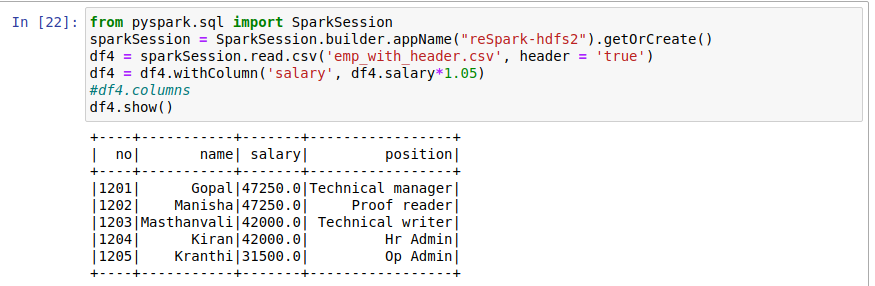 In [22]: from pyspark.sql import SparkSession
sparkSession = SparkSession.builder.appName("reSpark-hdfs2").getOrCreate()
df4 = sparkSession.read.csv('emp_with_header.csv', header = 'true')
df4 = df4.withColumn('salary', df4.salary*1.05)
#df4.columns
df4.show()
+----+-----------+-------+-----------------+
|  no|       name| salary|         position|
+----+-----------+-------+-----------------+
|1201|      Gopal|47250.0|Technical manager|
|1202|    Manisha|47250.0|     Proof reader|
|1203|Masthanvali|42000.0| Technical writer|
|1204|      Kiran|42000.0|         Hr Admin|
|1205|    Kranthi|31500.0|         Op Admin|
+----+-----------+-------+-----------------+